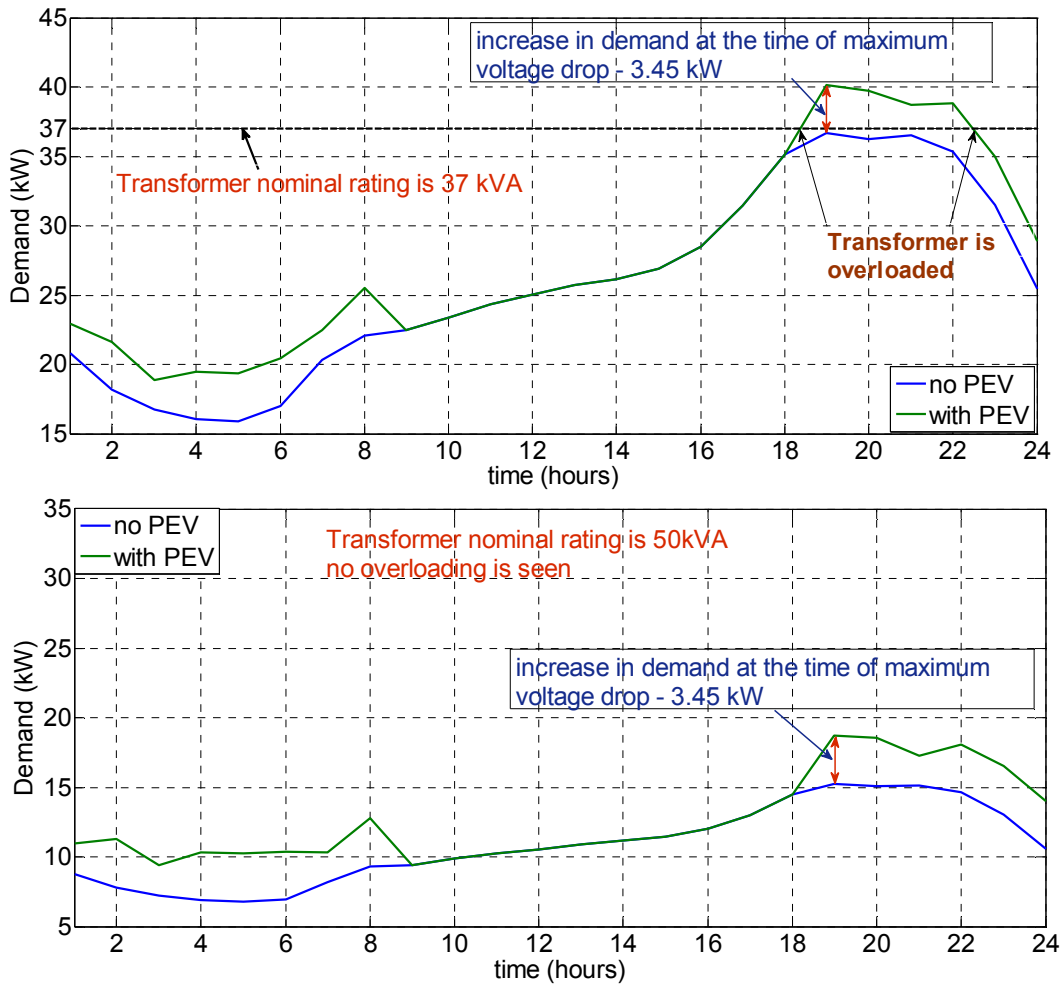 45
increase in demand at the time of maximum
voltage drop - 3.45 kW
40
37
35
Transformer nominal rating is 37 kVA
30
Transformer is
overloaded
25
20
15
Demand (kW)
no PEV
with PEV
2 4 6 8 10 12 14 16 18 20 22 24
time (hours)
35
no PEV
with PEV
Transformer nominal rating is 50kVA
no overloading is seen
30
25
increase in demand at the time of maximum
voltage drop - 3.45 kW
20
15
10
5
Demand (kW)
2 4 6 8 10 12 14 16 18 20 22 24
time (hours)